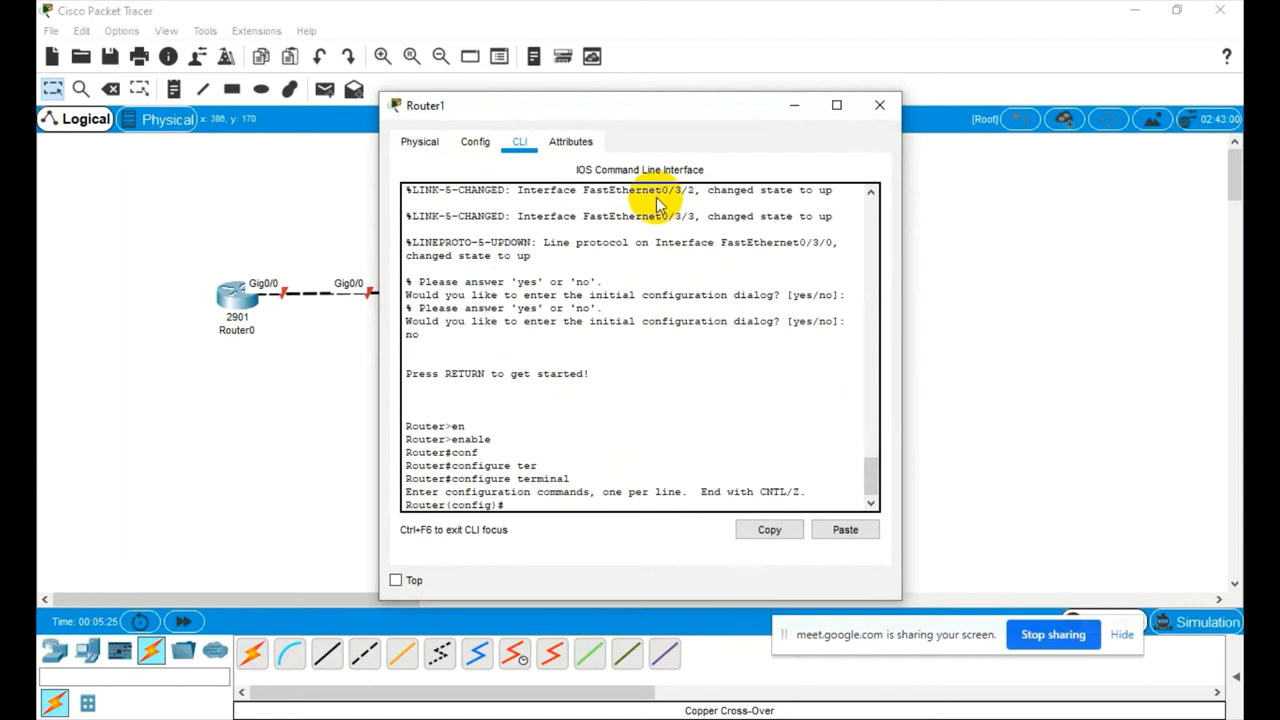 Cisco Packet Tracer
File Edit Options View Tools Extensions Help
?
Logical Physical x: 386, y: 170
[Root] 02:43:00
Router1
Physical Config CLI Attributes
IOS Command Line Interface
%LINK-5-CHANGED: Interface FastEthernet0/3/2, changed state to up
%LINK-5-CHANGED: Interface FastEthernet0/3/3, changed state to up
%LINEPROTO-5-UPDOWN: Line protocol on Interface FastEthernet0/3/0,
changed state to up
% Please answer 'yes' or 'no'.
Would you like to enter the initial configuration dialog? [yes/no]:
% Please answer 'yes' or 'no'.
Would you like to enter the initial configuration dialog? [yes/no]:
no
Press RETURN to get started!
Router>en
Router>enable
Router#conf
Router#configure ter
Router#configure terminal
Enter configuration commands, one per line. End with CNTL/Z.
Router(config)#
Ctrl+F6 to exit CLI focus
Copy Paste
Top
Gig0/0 Gig0/0
2901
Router0
Time: 00:05:25
Simulation
meet.google.com is sharing your screen. Stop sharing Hide
Copper Cross-Over